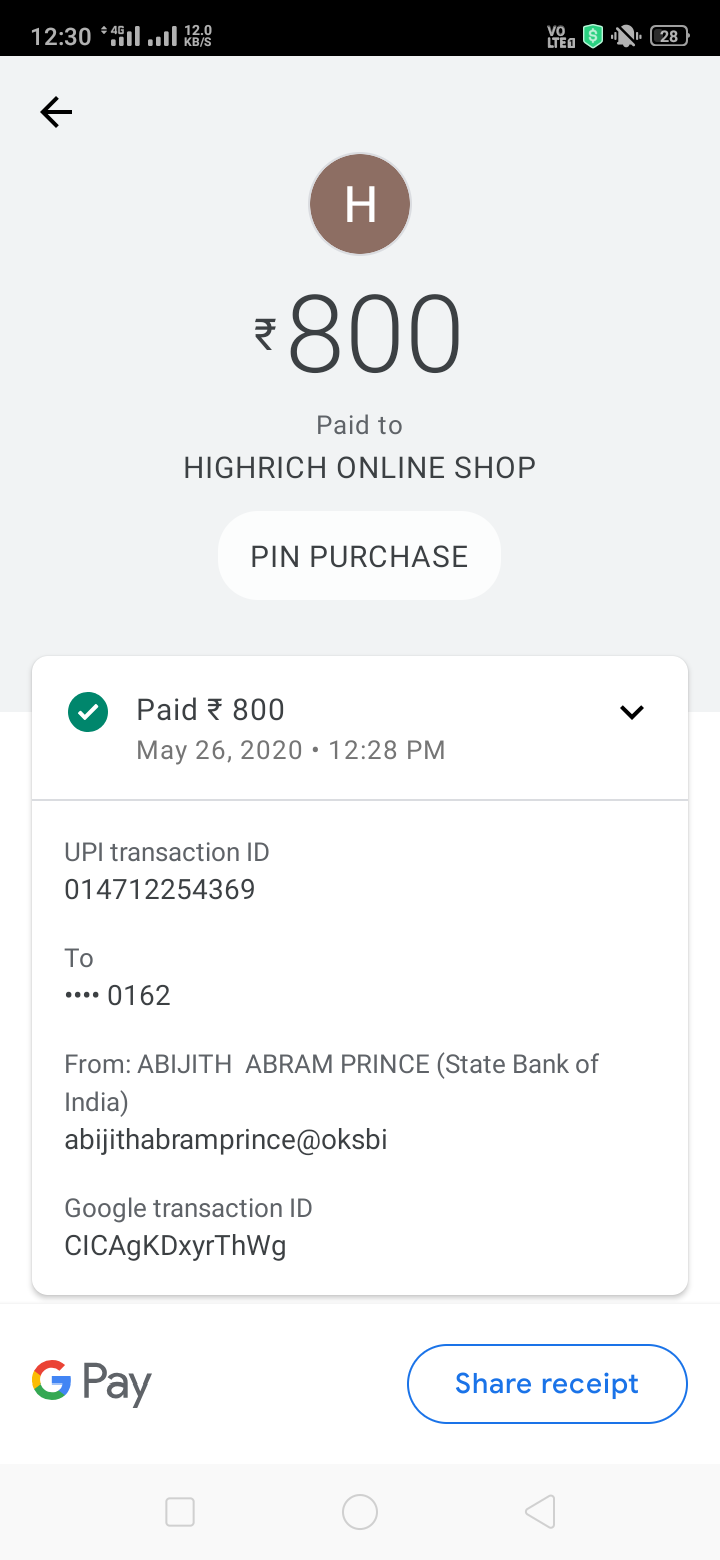 12:30 4G 12.0 KB/S VO LTE 28
H
₹800
Paid to
HIGHRICH ONLINE SHOP
PIN PURCHASE
Paid ₹ 800
May 26, 2020 • 12:28 PM
UPI transaction ID
014712254369
To
•••• 0162
From: ABIJITH  ABRAM PRINCE (State Bank of
India)
abijithabramprince@oksbi
Google transaction ID
CICAgKDxyrThWg
G Pay
Share receipt